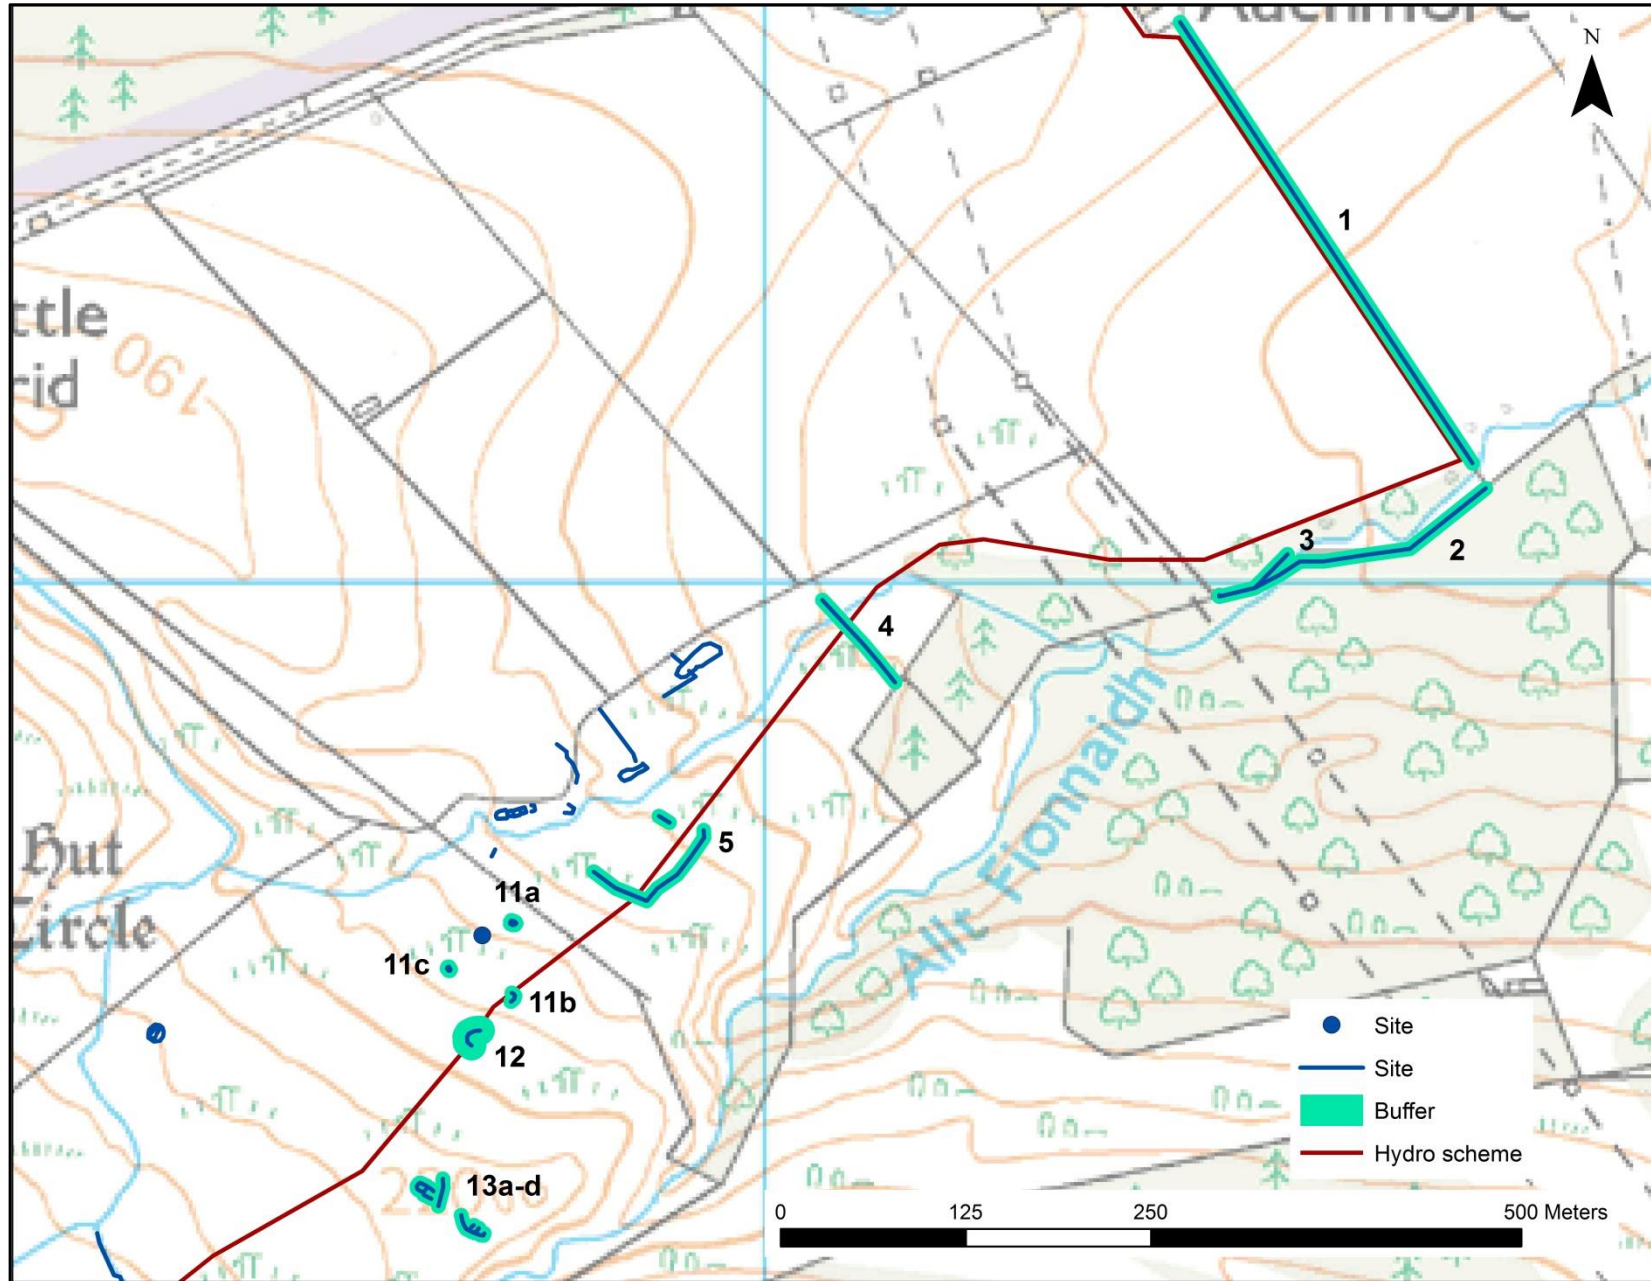 Auchmore
N
1
ttle
rid
190
3
2
4
5
Hut
Circle
Allt Fionnaidh
11a
11c
11b
12
13a-d
Site
Site
Buffer
Hydro scheme
0 125 250 500 Meters